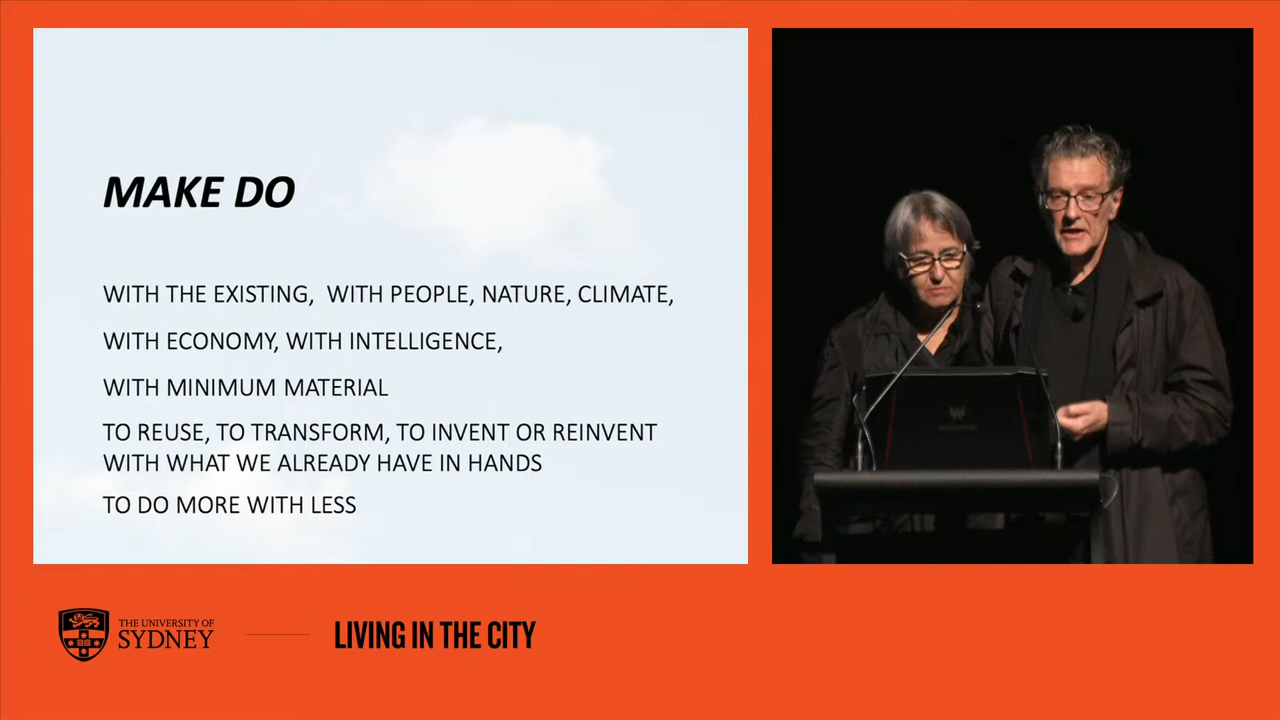 MAKE DO
WITH THE EXISTING,  WITH PEOPLE, NATURE, CLIMATE,
WITH ECONOMY, WITH INTELLIGENCE,
WITH MINIMUM MATERIAL
TO REUSE, TO TRANSFORM, TO INVENT OR REINVENT
WITH WHAT WE ALREADY HAVE IN HANDS
TO DO MORE WITH LESS
THE UNIVERSITY OF
SYDNEY
LIVING IN THE CITY